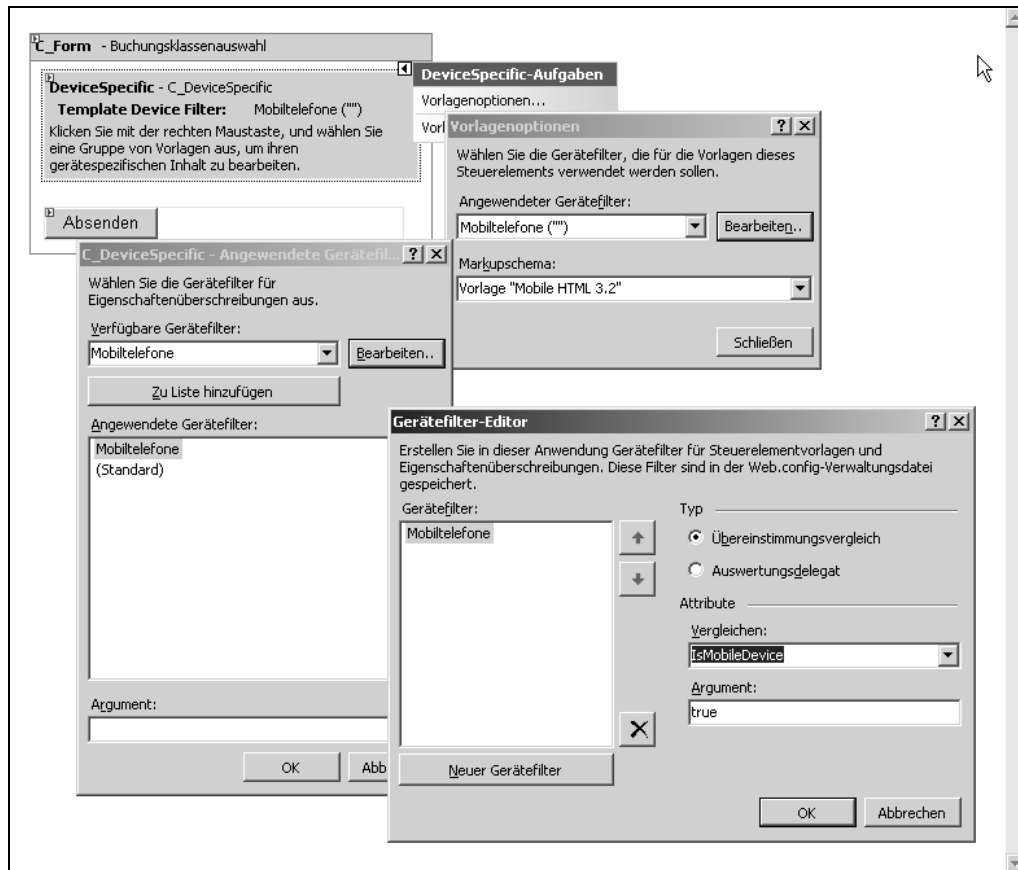 C_Form - Buchungsklassenauswahl
DeviceSpecific - C_DeviceSpecific
Template Device Filter: Mobiltelefone ("")
Klicken Sie mit der rechten Maustaste, und wählen Sie
eine Gruppe von Vorlagen aus, um ihren
gerätespezifischen Inhalt zu bearbeiten.
Absenden
DeviceSpecific-Aufgaben
Vorlagenoptionen...
Vorl
Vorlagenoptionen
Wählen Sie die Gerätefilter, die für die Vorlagen dieses
Steuerelements verwendet werden sollen.
Angewendeter Gerätefilter:
Mobiltelefone ("")
Bearbeiten..
Markupschema:
Vorlage "Mobile HTML 3.2"
Schließen
C_DeviceSpecific - Angewendete Gerätefil...
Wählen Sie die Gerätefilter für
Eigenschaftenüberschreibungen aus.
Verfügbare Gerätefilter:
Mobiltelefone
Bearbeiten..
Zu Liste hinzufügen
Angewendete Gerätefilter:
Mobiltelefone
(Standard)
Argument:
OK
Abb
Gerätefilter-Editor
Erstellen Sie in dieser Anwendung Gerätefilter für Steuerelementvorlagen und
Eigenschaftenüberschreibungen. Diese Filter sind in der Web.config-Verwaltungsdatei
gespeichert.
Gerätefilter:
Mobiltelefone
Neuer Gerätefilter
Typ
Übereinstimmungsvergleich
Auswertungsdelegat
Attribute
Vergleichen:
IsMobileDevice
Argument:
true
OK
Abbrechen